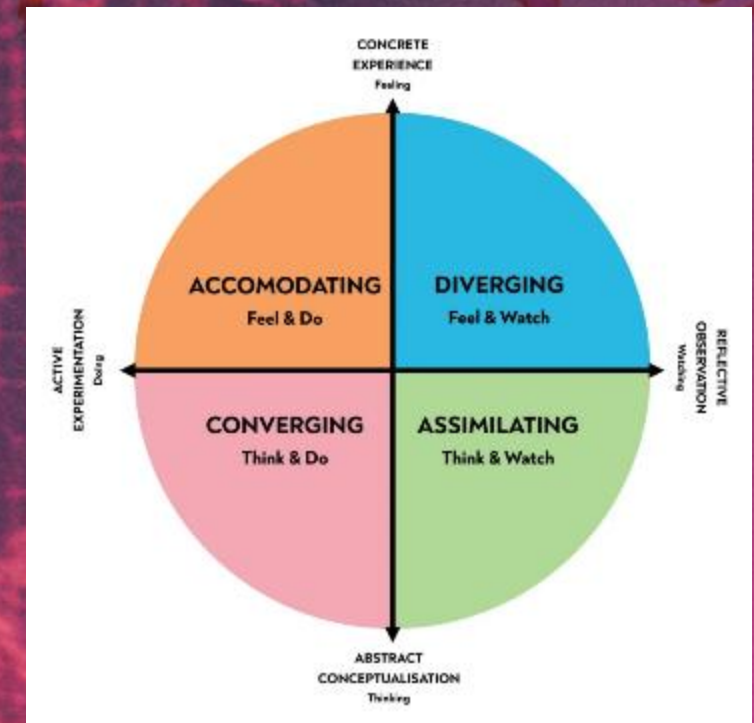 CONCRETE
EXPERIENCE
Feeling
ACCOMODATING
Feel & Do
DIVERGING
Feel & Watch
ACTIVE
EXPERIMENTATION
Doing
REFLECTIVE
OBSERVATION
Watching
CONVERGING
Think & Do
ASSIMILATING
Think & Watch
ABSTRACT
CONCEPTUALISATION
Thinking